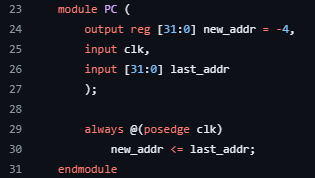 23 module PC (
24 output reg [31:0] new_addr = -4,
25 input clk,
26 input [31:0] last_addr
27 );
28
29 always @(posedge clk)
30 new_addr <= last_addr;
31 endmodule